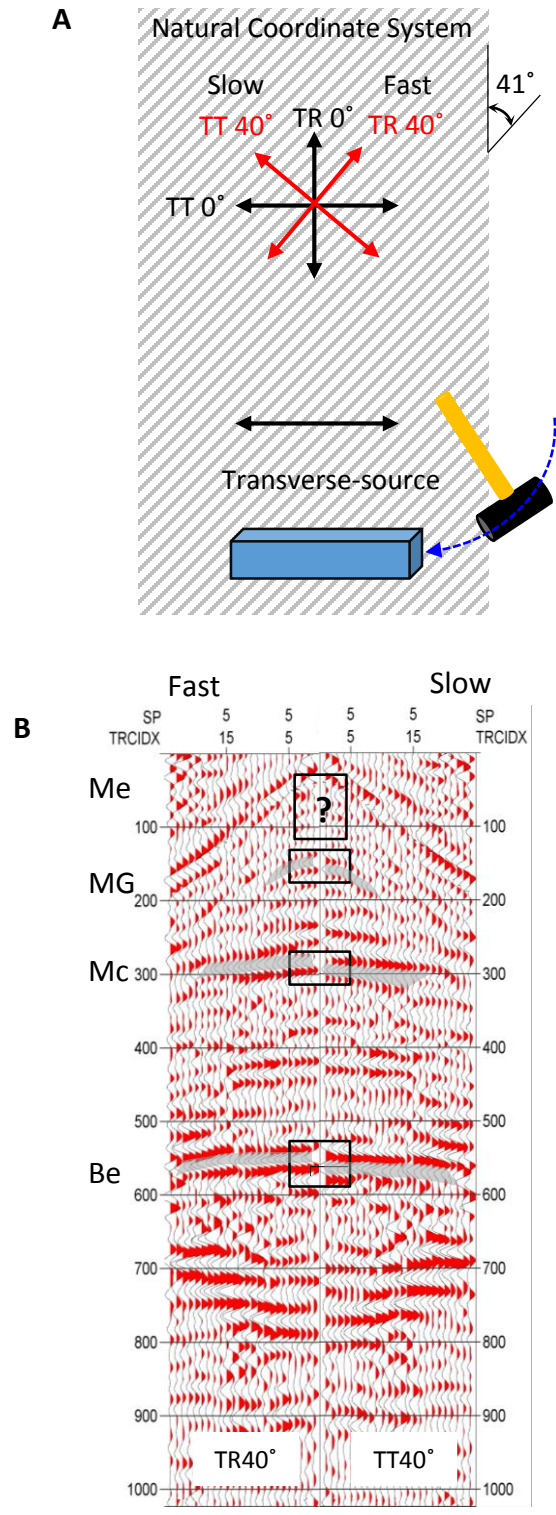 A
Natural Coordinate System
41˚
Slow
Fast
TT 40˚
TR 0˚
TR 40˚
TT 0˚
Transverse-source
Fast
Slow
B
SP 5 5 5 5 SP
TRCIDX 15 5 5 15 TRCIDX
Me
?
100 100
MG
200 200
Mc
300 300
400 400
500 500
Be
600 600
700 700
800 800
900 900
TR40˚ TT40˚
1000 1000